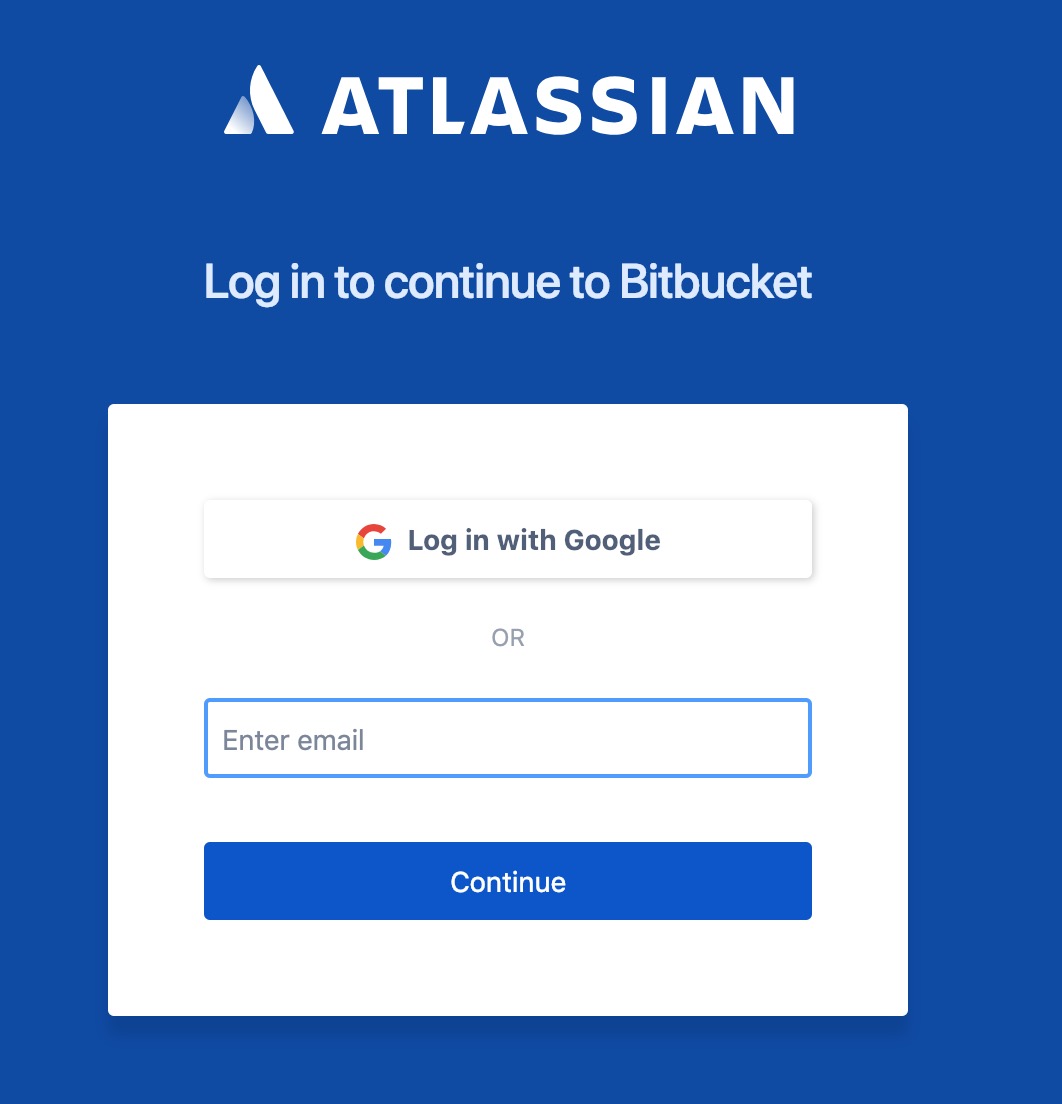 ATLASSIAN
Log in to continue to Bitbucket
Log in with Google
OR
Enter email
Continue